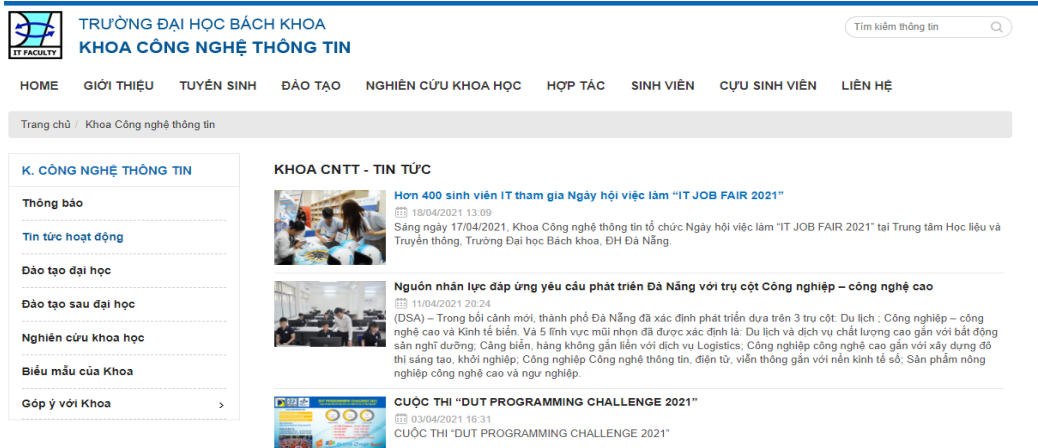 TRƯỜNG ĐẠI HỌC BÁCH KHOA
KHOA CÔNG NGHỆ THÔNG TIN
IT FACULTY
Tìm kiếm thông tin
HOME GIỚI THIỆU TUYỂN SINH ĐÀO TẠO NGHIÊN CỨU KHOA HỌC HỢP TÁC SINH VIÊN CỰU SINH VIÊN LIÊN HỆ
Trang chủ / Khoa Công nghệ thông tin
K. CÔNG NGHỆ THÔNG TIN
Thông báo
Tin tức hoạt động
Đào tạo đại học
Đào tạo sau đại học
Nghiên cứu khoa học
Biểu mẫu của Khoa
Góp ý với Khoa >
KHOA CNTT - TIN TỨC
Hơn 400 sinh viên IT tham gia Ngày hội việc làm “IT JOB FAIR 2021”
18/04/2021 13:09
Sáng ngày 17/04/2021, Khoa Công nghệ thông tin tổ chức Ngày hội việc làm “IT JOB FAIR 2021” tại Trung tâm Học liệu và
Truyền thông, Trường Đại học Bách khoa, ĐH Đà Nẵng.
Nguồn nhân lực đáp ứng yêu cầu phát triển Đà Nẵng với trụ cột Công nghiệp – công nghệ cao
11/04/2021 20:24
(DSA) – Trong bối cảnh mới, thành phố Đà Nẵng đã xác định phát triển dựa trên 3 trụ cột: Du lịch ; Công nghiệp – công
nghệ cao và Kinh tế biển. Và 5 lĩnh vực mũi nhọn đã được xác định là: Du lịch và dịch vụ chất lượng cao gắn với bất động
sản nghĩ dưỡng; Cảng biển, hàng không gắn liền với dịch vụ Logistics; Công nghiệp công nghệ cao gắn với xây dựng đô
thị sáng tạo, khởi nghiệp; Công nghiệp Công nghệ thông tin, điện tử, viễn thông gắn với nền kinh tế số; Sản phẩm nông
nghiệp công nghệ cao và ngư nghiệp.
CUỘC THI “DUT PROGRAMMING CHALLENGE 2021”
03/04/2021 16:31
CUỘC THI “DUT PROGRAMMING CHALLENGE 2021”